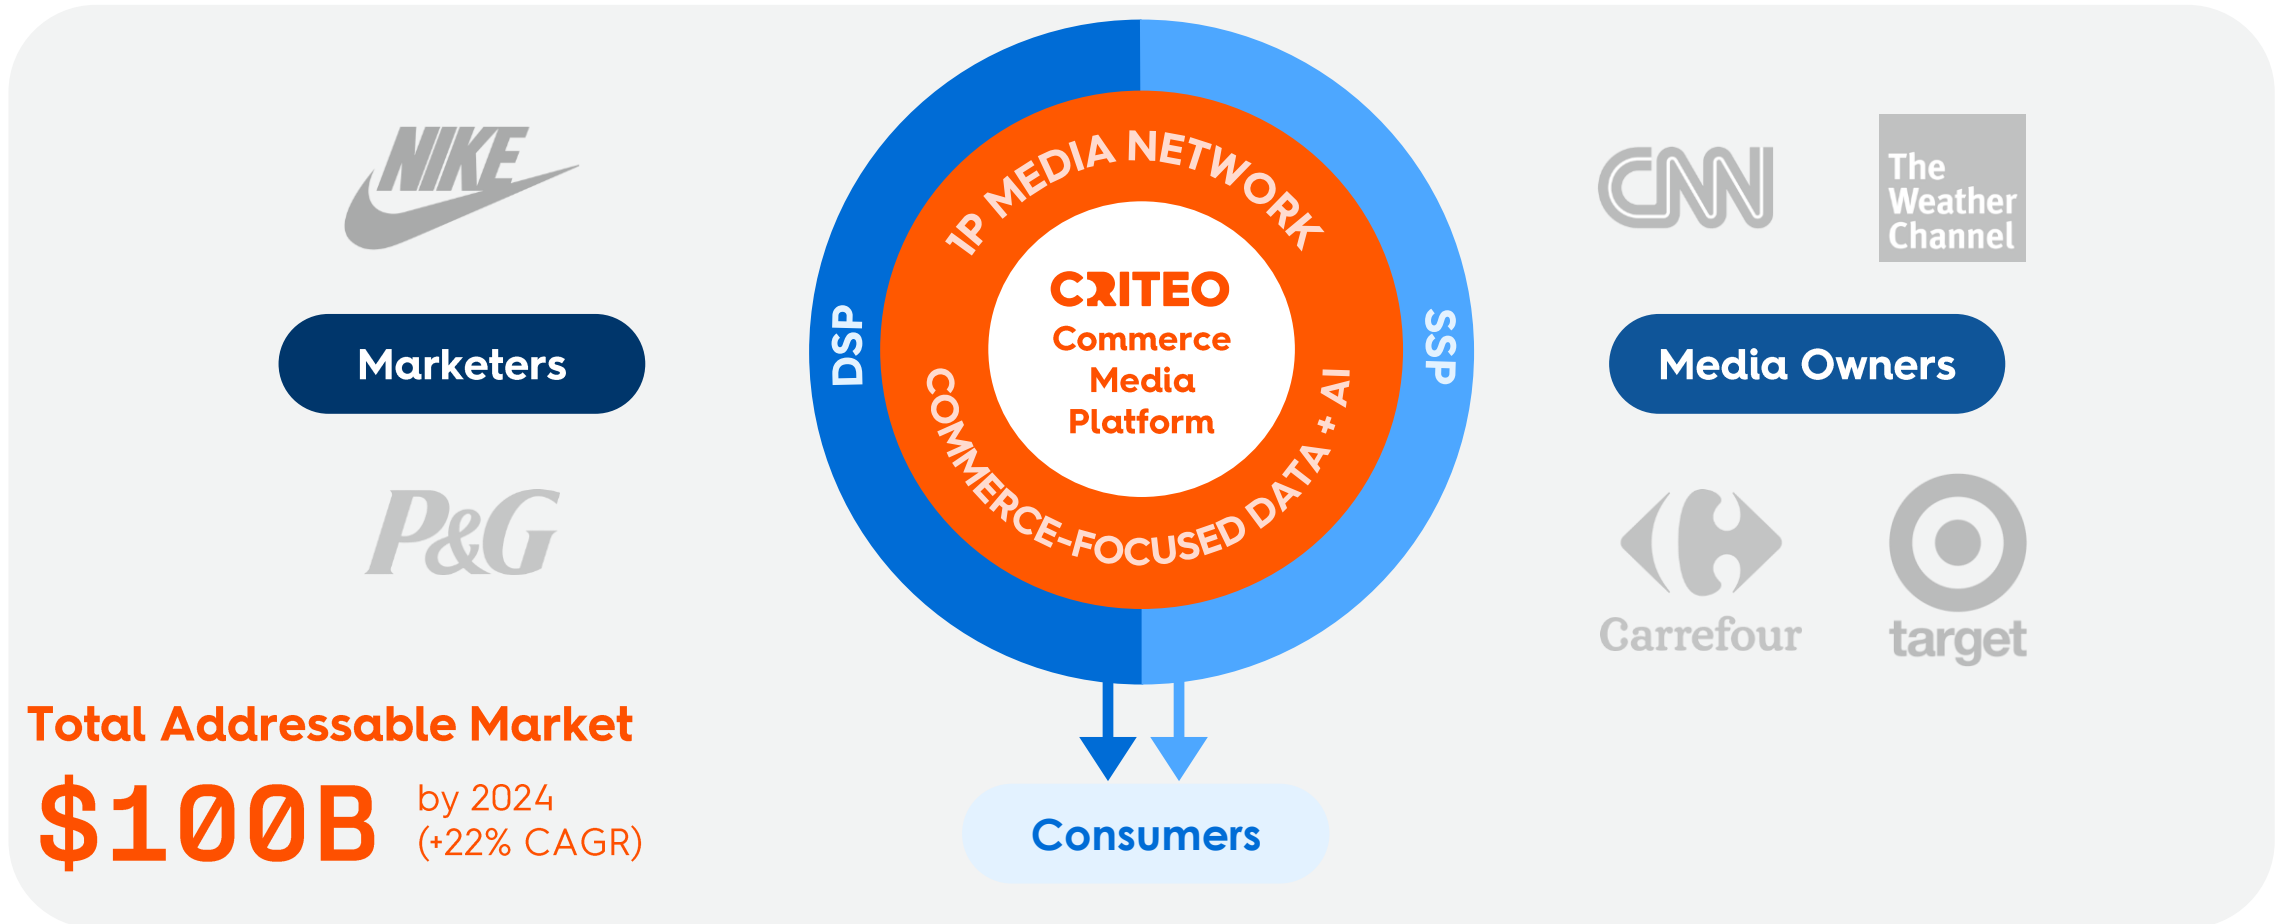 NIKE
Marketers
P&G
1P MEDIA NETWORK
CRITEO
Commerce
Media
Platform
COMMERCE-FOCUSED DATA + AI
DSP
SSP
CNN
The
Weather
Channel
Media Owners
Carrefour
target
Total Addressable Market
$100B
by 2024
(+22% CAGR)
Consumers